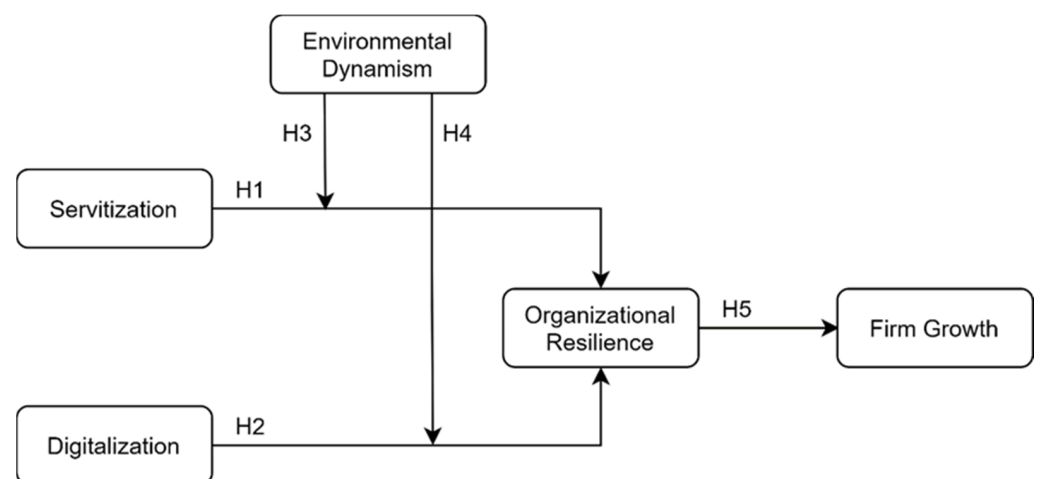 Environmental
Dynamism
H3
H4
H1
Servitization
Organizational
Resilience
H5
Firm Growth
H2
Digitalization